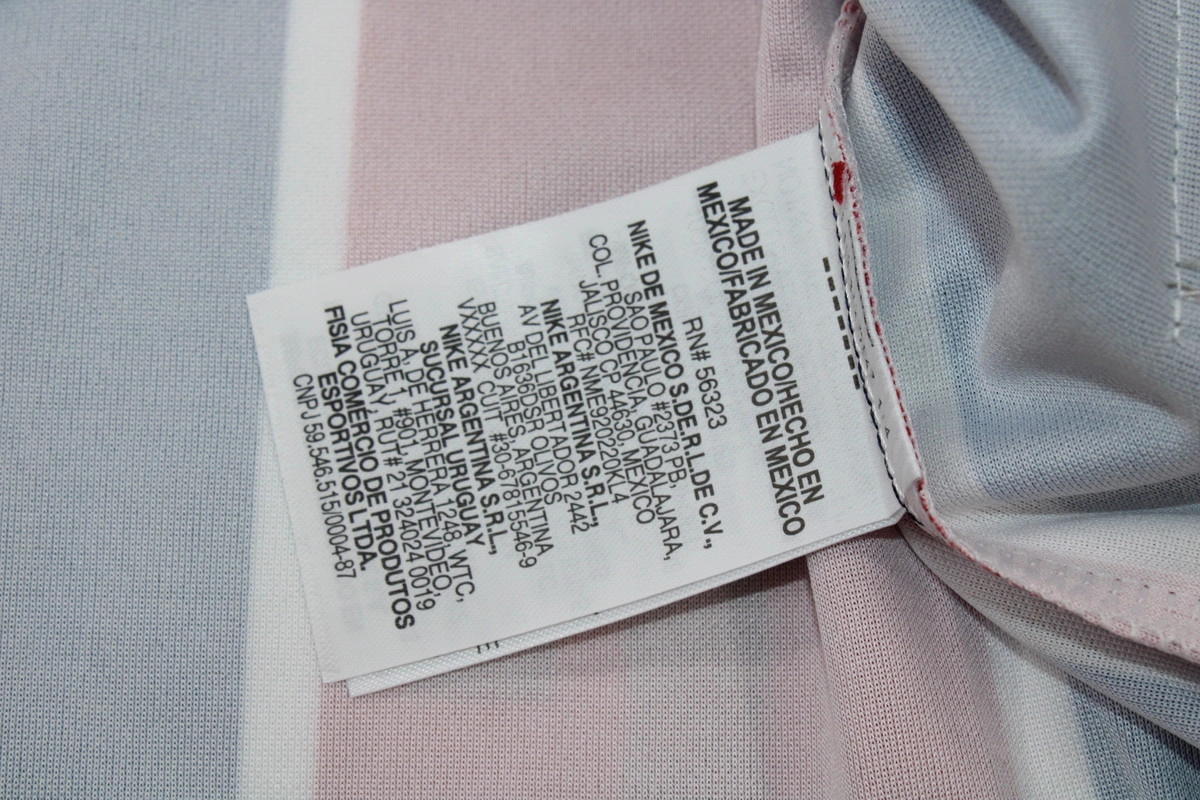 MADE IN MEXICO/HECHO EN
MEXICO/FABRICADO EN MEXICO
RN# 56323
NIKE DE MEXICO S.DE.R.L.DE C.V.,
SAO PAULO #2373 PB.
COL. PROVIDENCIA, GUADALAJARA,
JALISCO CP 44630, MEXICO
RFC# NME920220KL4
NIKE ARGENTINA S.R.L.,
AV DEL LIBERTADOR 2442
B1636DSR OLIVOS
BUENOS AIRES, ARGENTINA
VXXXXX CUIT #30-67815546-9
NIKE ARGENTINA S.R.L.,
SUCURSAL URUGUAY
LUIS A. DE HERRERA 1248, WTC,
TORRE 1, #901, MONTEVIDEO,
URUGUAY, RUT# 21 324024 0019
FISIA COMERCIO DE PRODUTOS
ESPORTIVOS LTDA.
CNPJ 59.546.515/0004-87